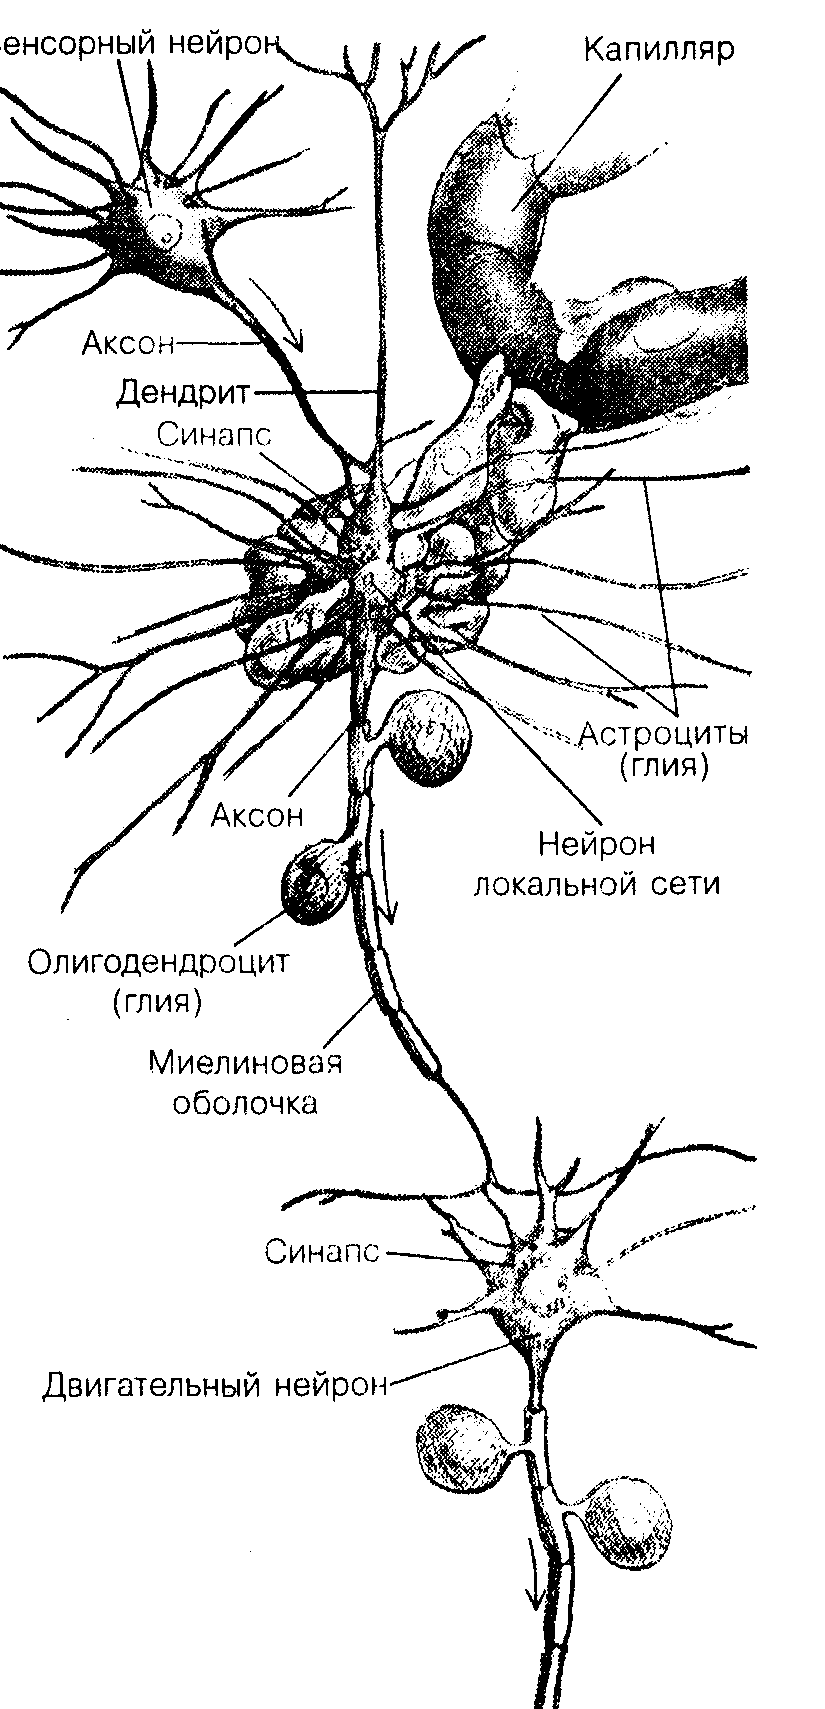 енсорный нейрон
Капилляр
Аксон
Дендрит
Синапс
Астроциты
(глия)
Аксон
Нейрон
локальной сети
Олигодендроцит
(глия)
Миелиновая
оболочка
Синапс
Двигательный нейрон